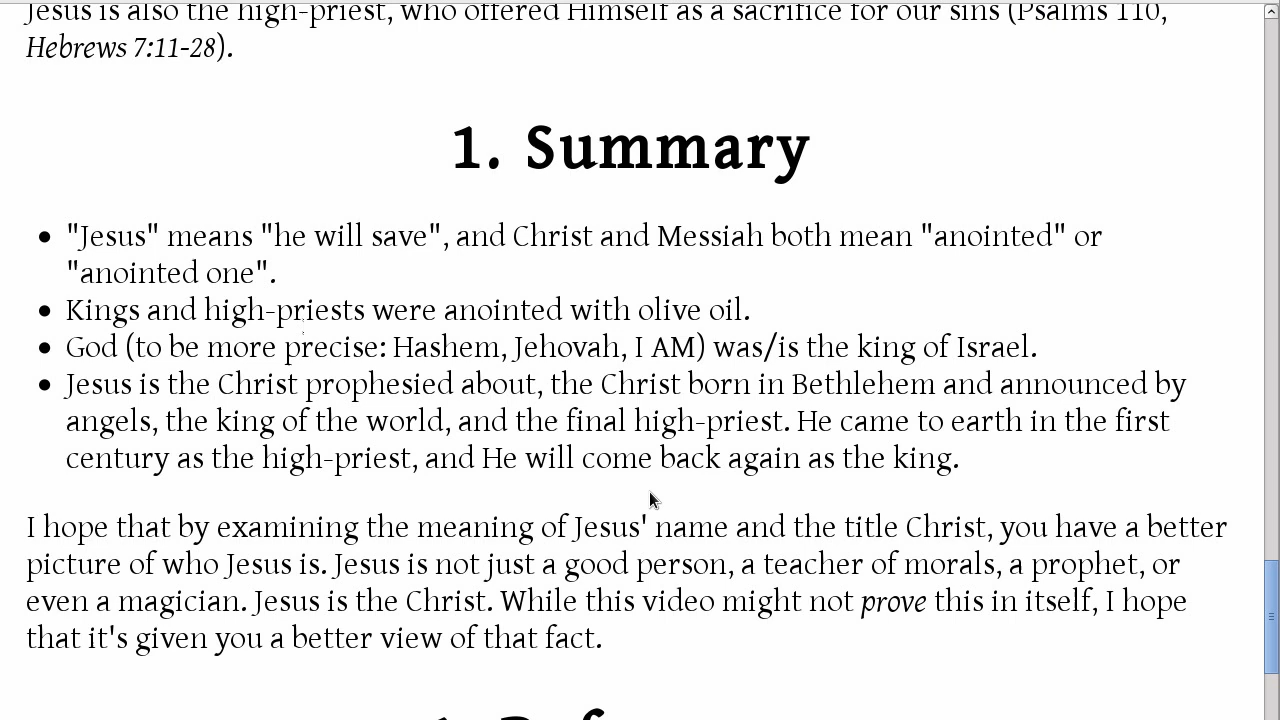 Jesus is also the high-priest, who offered Himself as a sacrifice for our sins (Psalms 110,
Hebrews 7:11-28).
1. Summary
• "Jesus" means "he will save", and Christ and Messiah both mean "anointed" or
"anointed one".
• Kings and high-priests were anointed with olive oil.
• God (to be more precise: Hashem, Jehovah, I AM) was/is the king of Israel.
• Jesus is the Christ prophesied about, the Christ born in Bethlehem and announced by
angels, the king of the world, and the final high-priest. He came to earth in the first
century as the high-priest, and He will come back again as the king.
I hope that by examining the meaning of Jesus' name and the title Christ, you have a better
picture of who Jesus is. Jesus is not just a good person, a teacher of morals, a prophet, or
even a magician. Jesus is the Christ. While this video might not prove this in itself, I hope
that it's given you a better view of that fact.